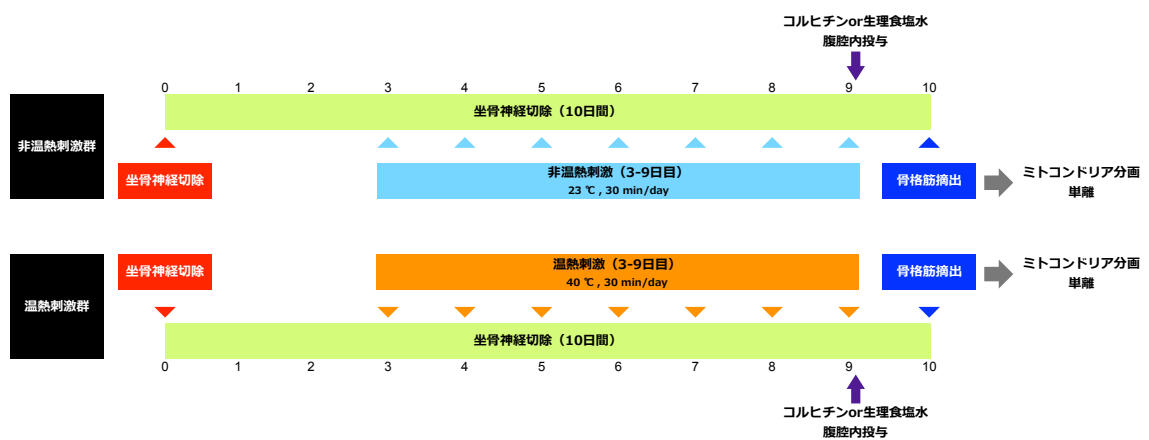 コルヒチンor生理食塩水
腹腔内投与
0 1 2 3 4 5 6 7 8 9 10
非温熱刺激群
坐骨神経切除（10日間）
坐骨神経切除
非温熱刺激（3-9日目）
23 ℃ , 30 min/day
骨格筋摘出
ミトコンドリア分画
単離
温熱刺激群
坐骨神経切除
温熱刺激（3-9日目）
40 ℃ , 30 min/day
骨格筋摘出
ミトコンドリア分画
単離
坐骨神経切除（10日間）
0 1 2 3 4 5 6 7 8 9 10
コルヒチンor生理食塩水
腹腔内投与